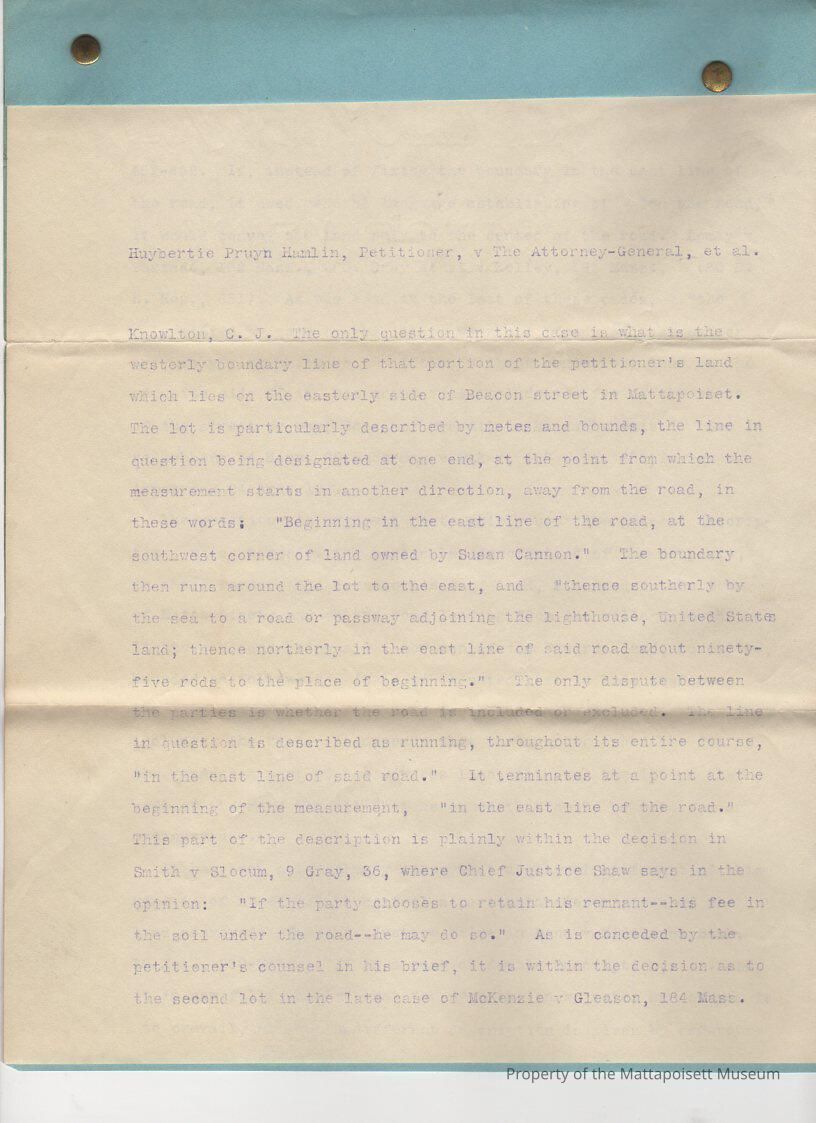 Huybertie Pruyn Hamlin, Petitioner, v The Attorney-General, et al.
Knowlton, C. J.  The only question in this case is what is the
westerly boundary line of that portion of the petitioner's land
which lies on the easterly side of Beacon street in Mattapoiset.
The lot is particularly described by metes and bounds, the line in
question being designated at one end, at the point from which the
measurement starts in another direction, away from the road, in
these words:  "Beginning in the east line of the road, at the
southwest corner of land owned by Susan Cannon."  The boundary
then runs around the lot to the east, and  "thence southerly by
the sea to a road or passway adjoining the lighthouse, United States
land; thence northerly in the east line of said road about ninety-
five rods to the place of beginning."  The only dispute between
the parties is whether the road is included or excluded.  The line
in question is described as running, throughout its entire course,
"in the east line of said road."  It terminates at a point at the
beginning of the measurement,  "in the east line of the road."
This part of the description is plainly within the decision in
Smith v Slocum, 9 Gray, 36, where Chief Justice Shaw says in the
opinion:  "If the party chooses to retain his remnant--his fee in
the soil under the road--he may do so."  As is conceded by the
petitioner's counsel in his brief, it is within the decision as to
the second lot in the late case of McKenzie v Gleason, 184 Mass.
Property of the Mattapoisett Museum